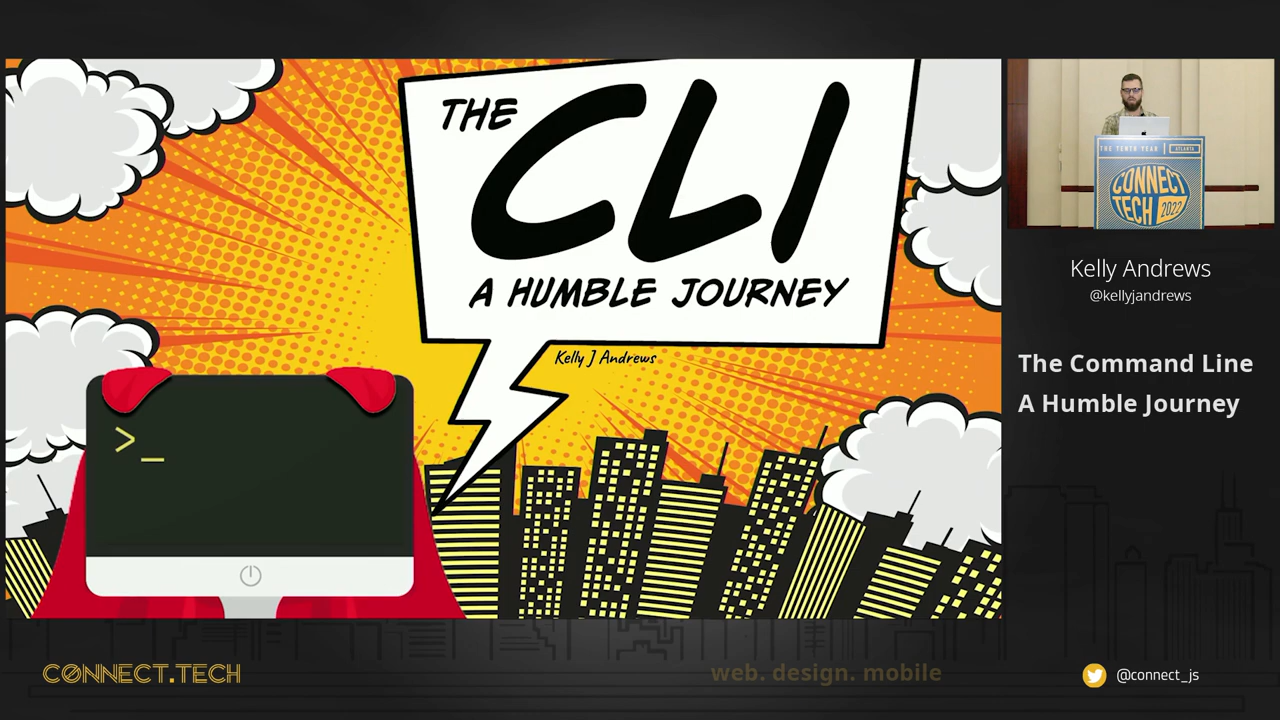 THE
CLI
A HUMBLE JOURNEY
Kelly J Andrews
>_
THE TENTH YEAR | ATLANTA
CONNECT
TECH 2022
Kelly Andrews
@kellyjandrews
The Command Line
A Humble Journey
CONNECT.TECH
web. design. mobile
@connect_js